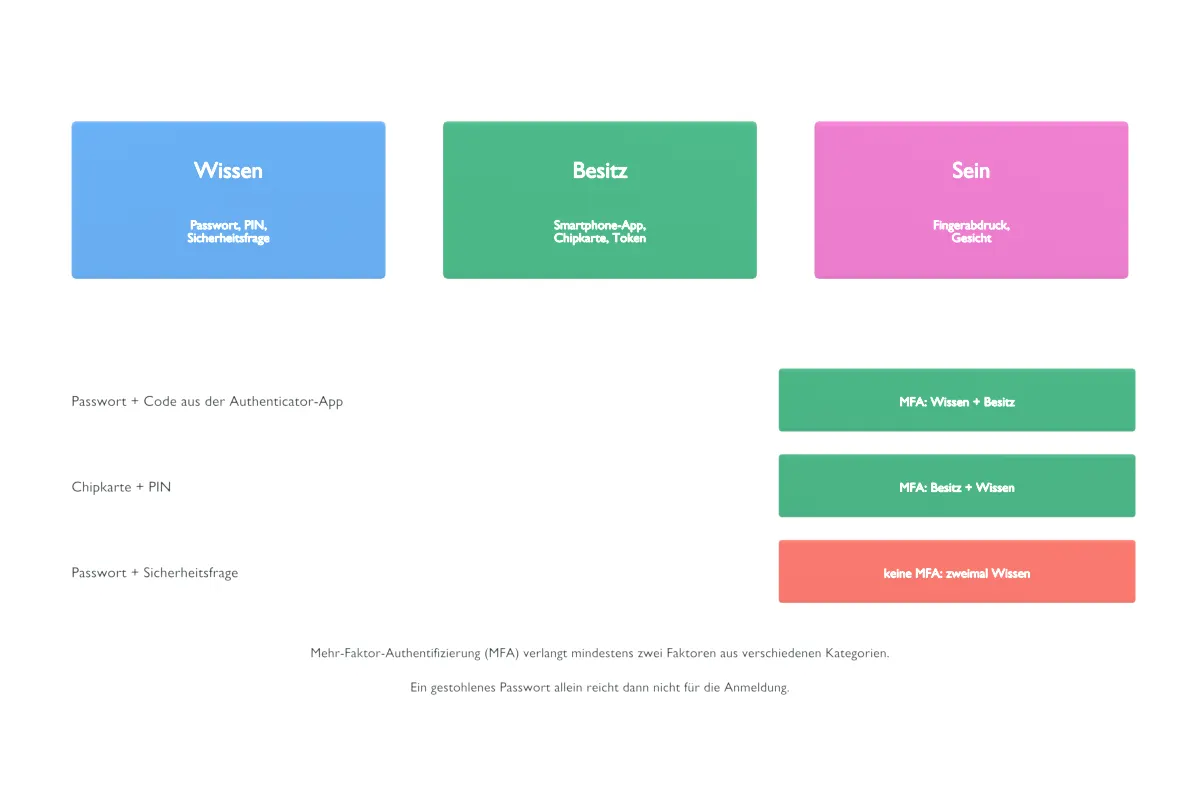 Wissen
Passwort, PIN,
Sicherheitsfrage
Besitz
Smartphone-App,
Chipkarte, Token
Sein
Fingerabdruck,
Gesicht
Passwort + Code aus der Authenticator-App
MFA: Wissen + Besitz
Chipkarte + PIN
MFA: Besitz + Wissen
Passwort + Sicherheitsfrage
keine MFA: zweimal Wissen
Mehr-Faktor-Authentifizierung (MFA) verlangt mindestens zwei Faktoren aus verschiedenen Kategorien.
Ein gestohlenes Passwort allein reicht dann nicht für die Anmeldung.